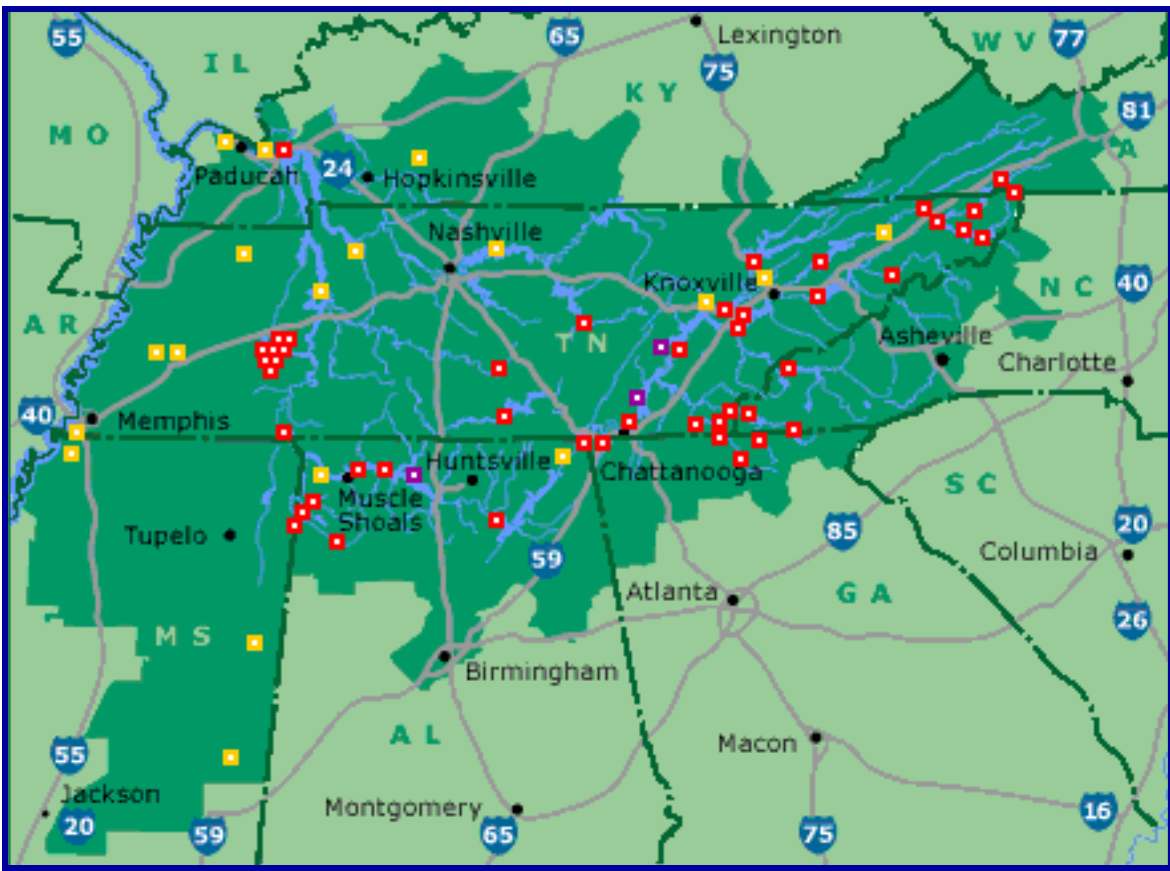 55
65
Lexington
WV
77
IL
75
KY
MO
81
A
Paducah
24
Hopkinsville
Nashville
Knoxville
NC
40
AR
TN
Asheville
Charlotte
40
Memphis
Huntsville
Chattanooga
Muscle
Shoals
SC
Tupelo
85
20
59
Columbia
Atlanta
GA
26
MS
Birmingham
AL
Macon
55
Jackson
Montgomery
16
20
59
65
75